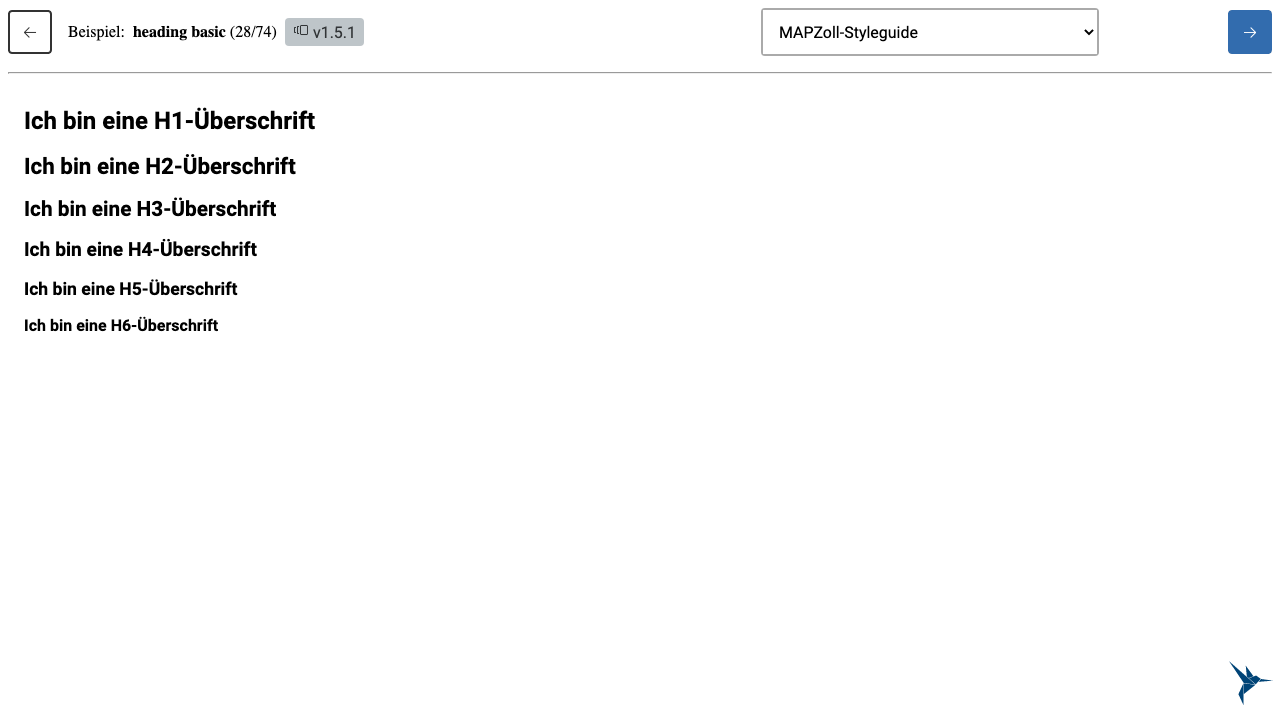 Beispiel: heading basic (28/74) v1.5.1 MAPZoll-Styleguide
Ich bin eine H1-Überschrift
Ich bin eine H2-Überschrift
Ich bin eine H3-Überschrift
Ich bin eine H4-Überschrift
Ich bin eine H5-Überschrift
Ich bin eine H6-Überschrift